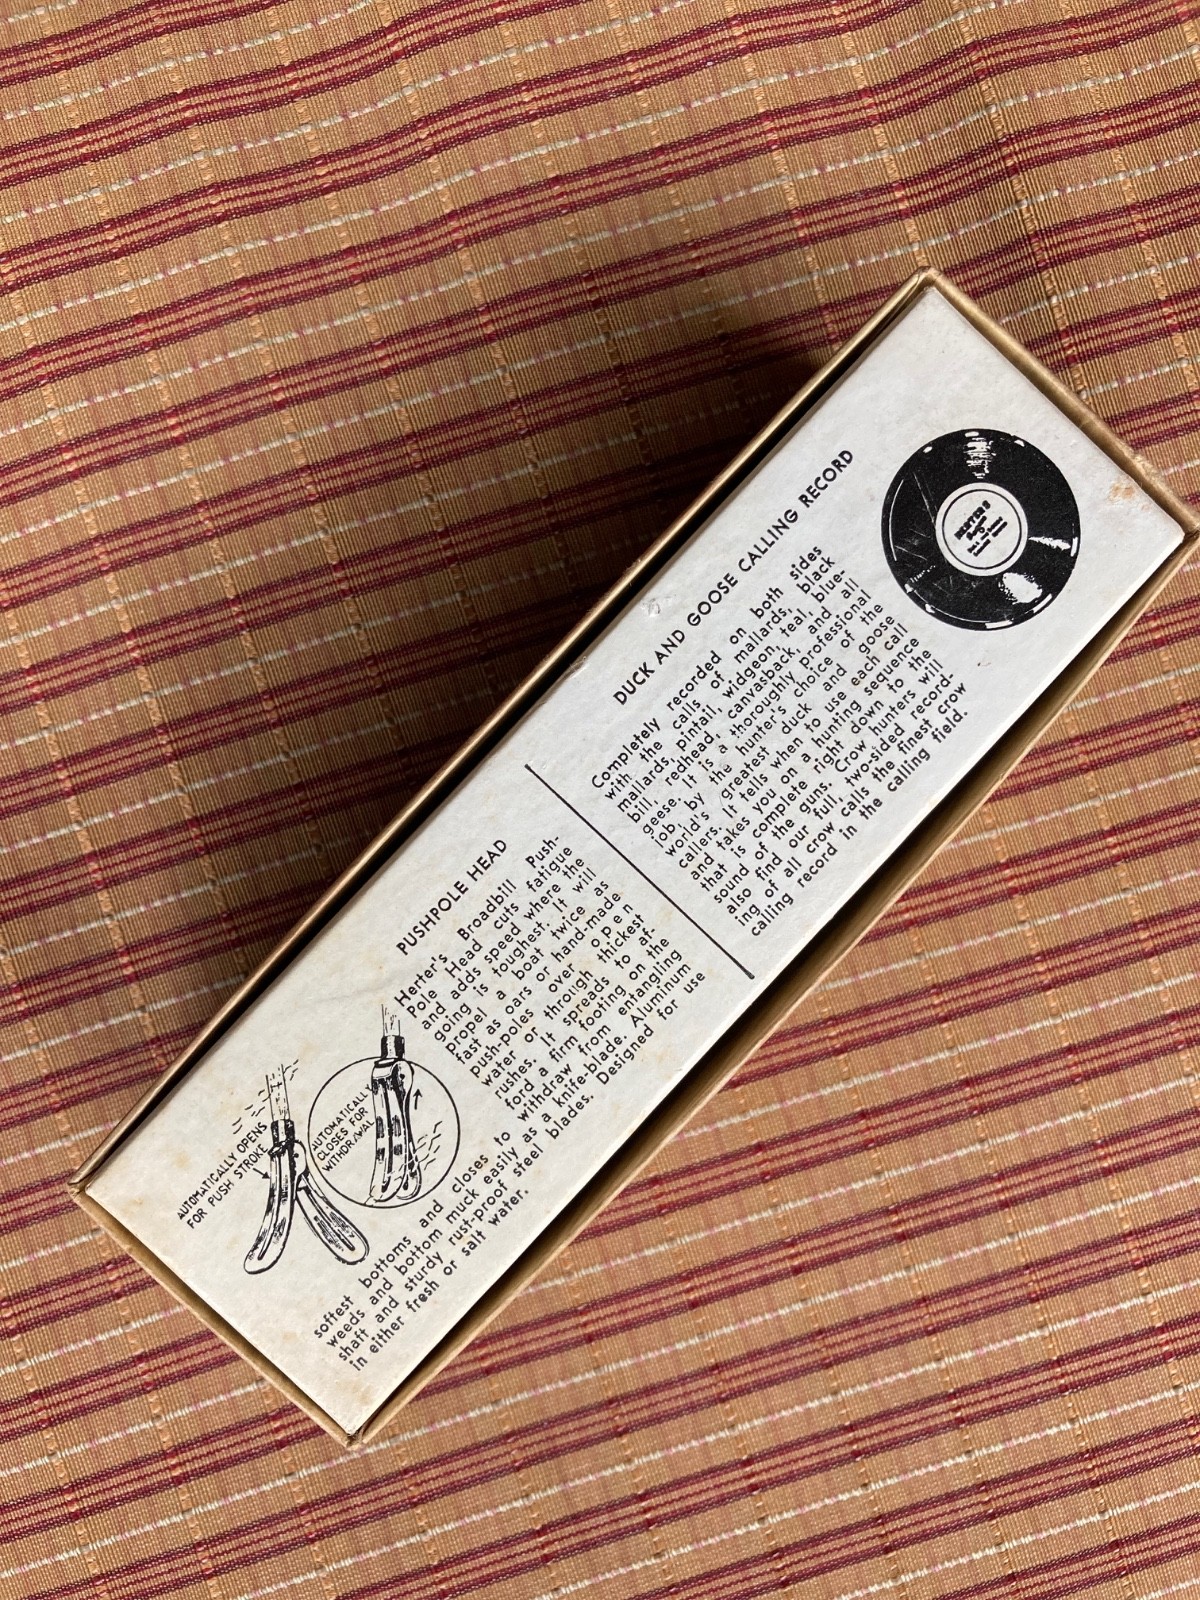 PUSHPOLE HEAD
Herter's Broadbill Push-
Pole Head cuts fatigue
and adds speed where the
going is toughest. It will
propel a boat twice as
fast as oars or hand-made
push-poles over open
water or through thickest
rushes. It spreads to af-
ford a firm footing on the
softest bottoms and closes to withdraw from entangling
weeds and bottom muck easily as a knife-blade. Aluminum
shaft and sturdy rust-proof steel blades. Designed for use
in either fresh or salt water.
AUTOMATICALLY OPENS
FOR PUSH STROKE
AUTOMATICALLY
CLOSES FOR
WITHDRAWAL
DUCK AND GOOSE CALLING RECORD
Completely recorded on both sides
with the calls of mallards, black
mallards, pintail, widgeon, teal, blue-
bill, redhead, canvasback, and all
geese. It is a thoroughly professional
job, by the hunter's choice of the
world's greatest duck and goose
callers. It tells when to use each call
and takes you on a hunting sequence
that is complete right down to the
sound of the guns. Crow hunters will
also find our full, two-sided record-
ing of all crow calls the finest crow
calling record in the calling field.
HERTER'S